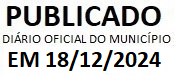 PUBLICADO
DIÁRIO OFICIAL DO MUNICÍPIO
EM 18/12/2024